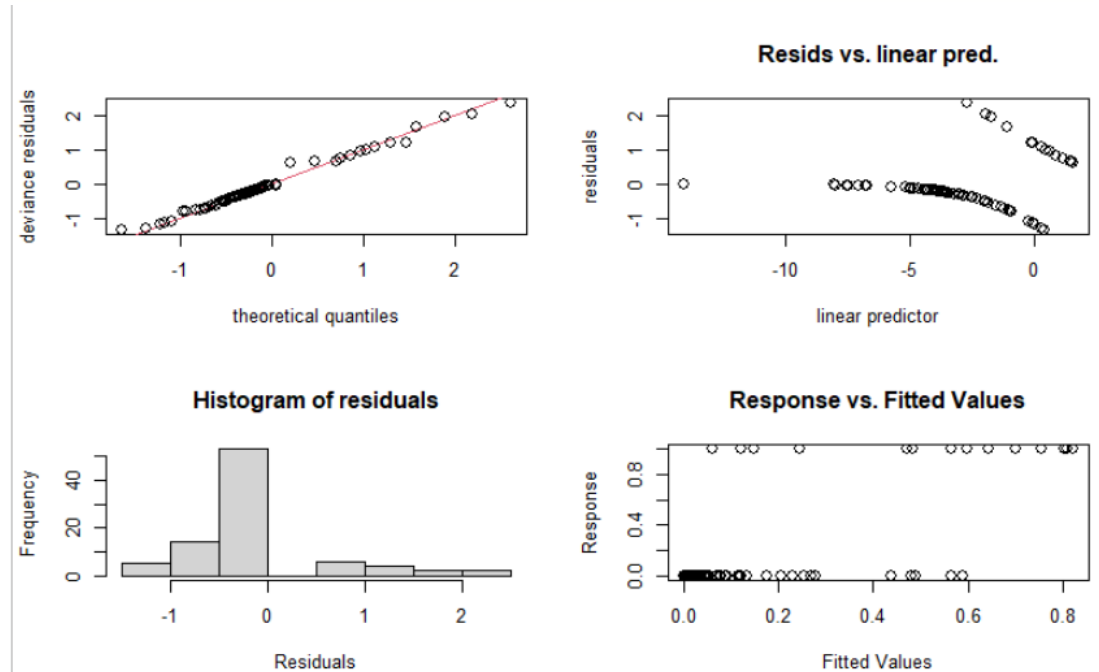 deviance residuals
2
1
0
-1
-1 0 1 2
theoretical quantiles
Resids vs. linear pred.
residuals
2
1
0
-1
-10 -5 0
linear predictor
Histogram of residuals
Frequency
40
20
0
-1 0 1 2
Residuals
Response vs. Fitted Values
Response
0.8
0.4
0.0
0.0 0.2 0.4 0.6 0.8
Fitted Values